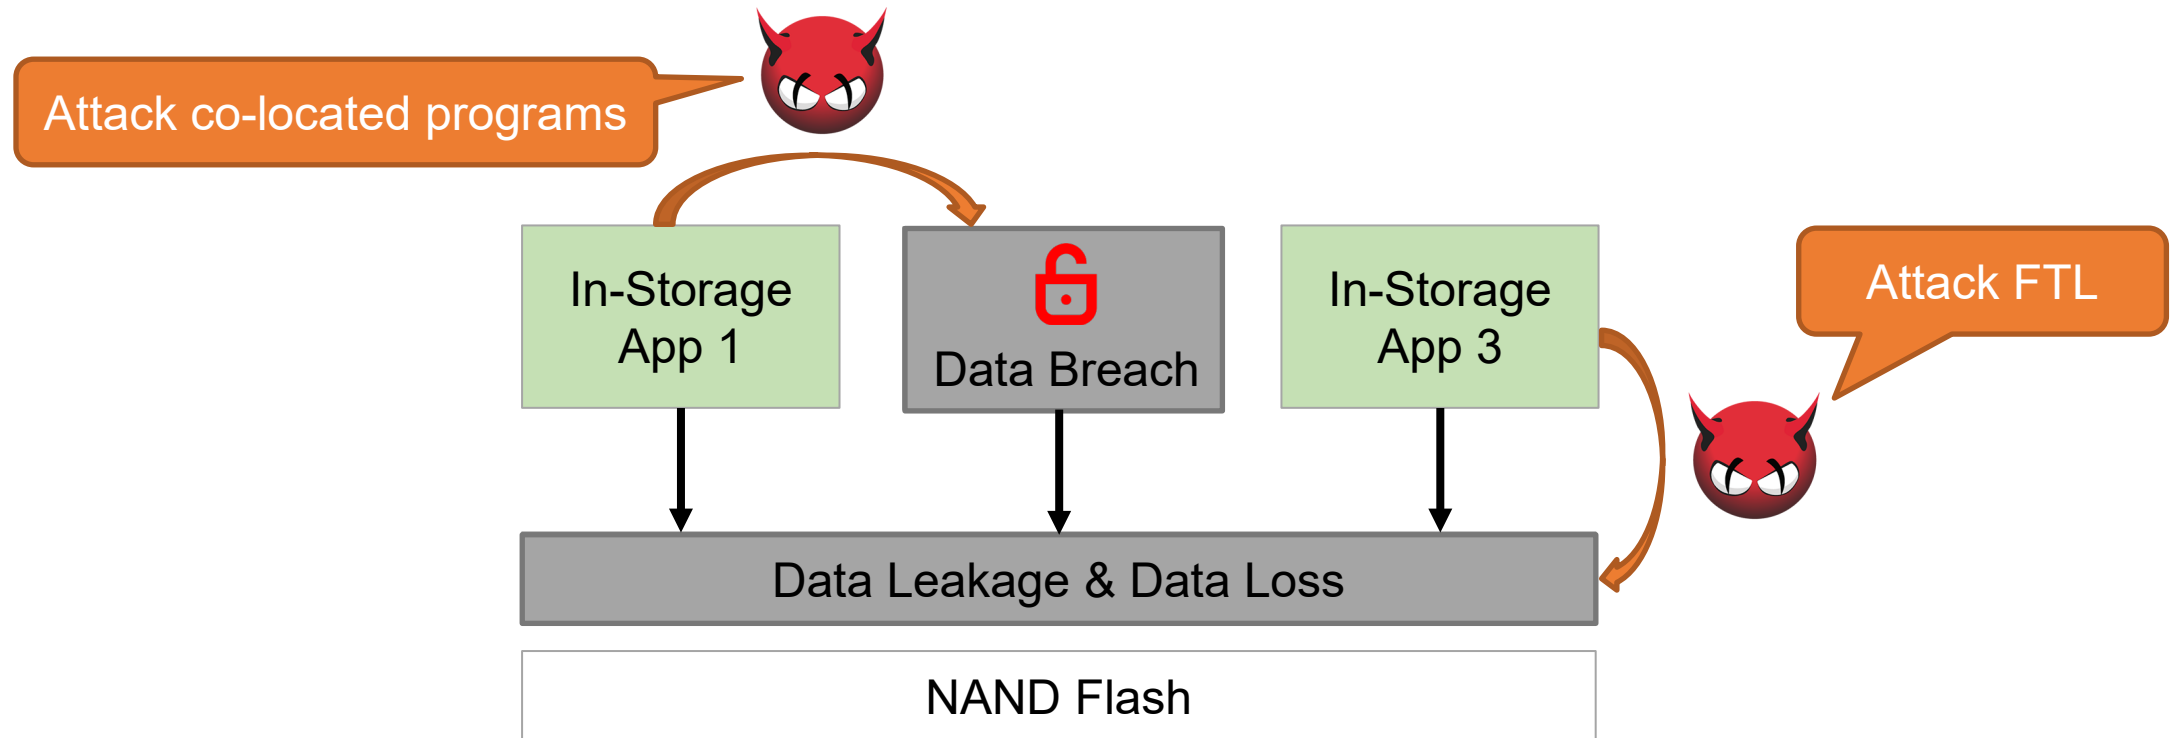 Attack co-located programs
In-Storage
App 1
Data Breach
In-Storage
App 3
Attack FTL
Data Leakage & Data Loss
NAND Flash